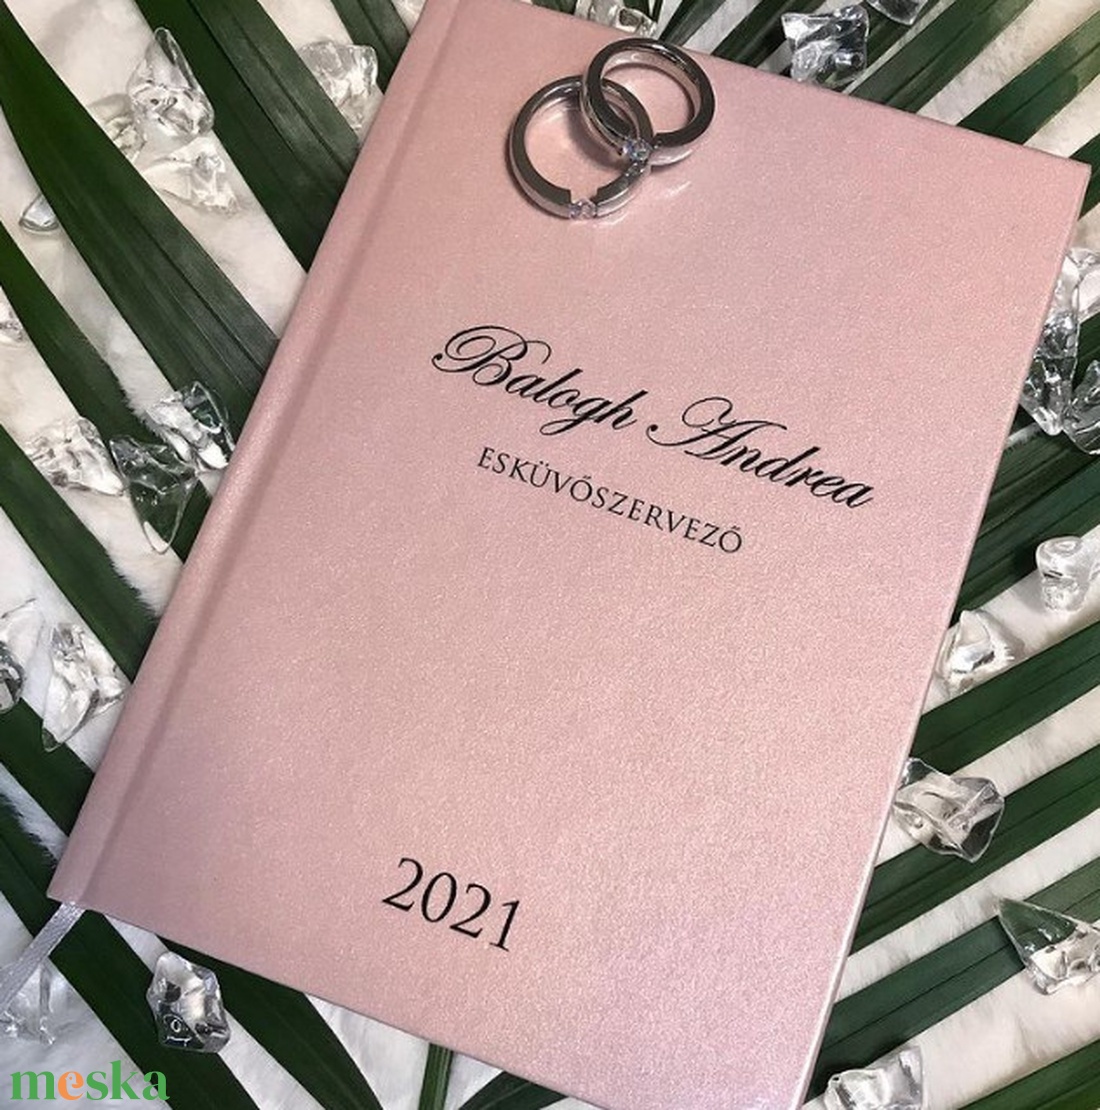 Balogh Andrea
ESKÜVŐSZERVEZŐ
2021
meska